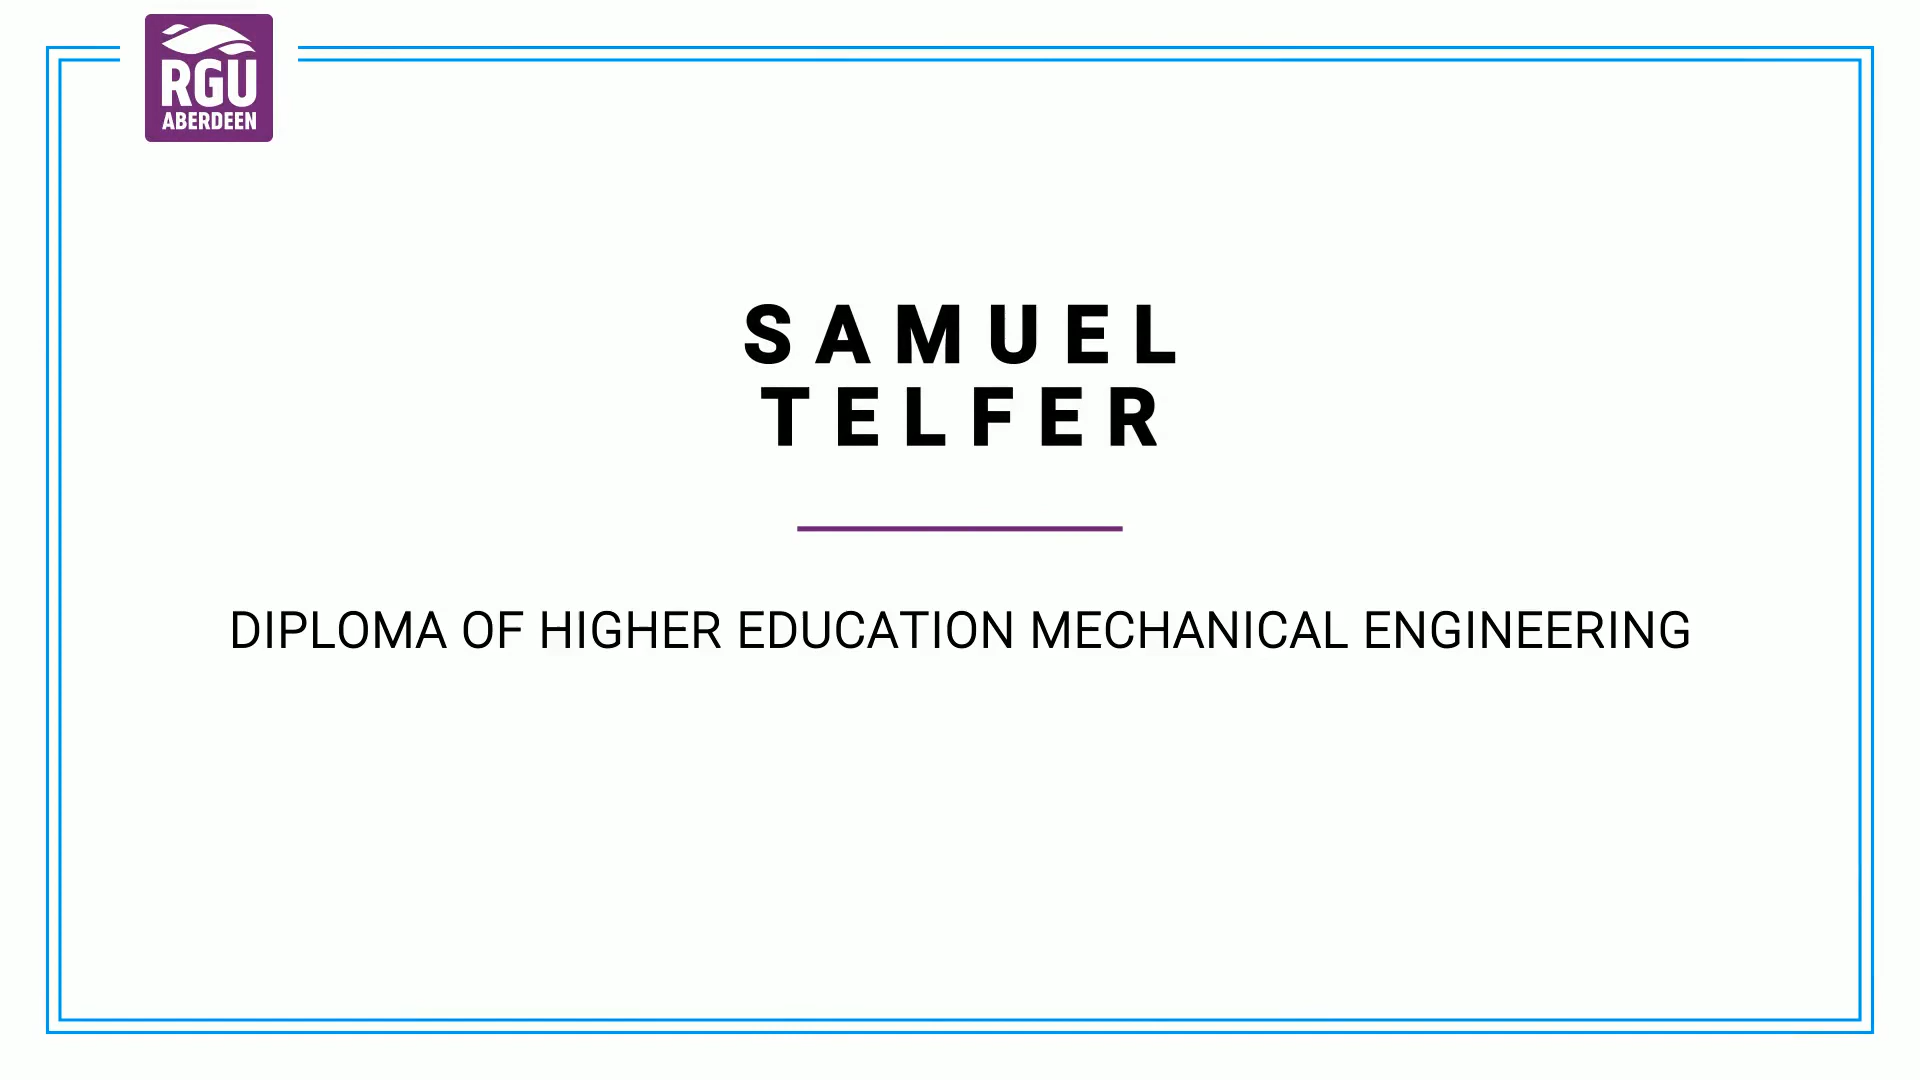 RGU
ABERDEEN
SAMUEL
TELFER
DIPLOMA OF HIGHER EDUCATION MECHANICAL ENGINEERING